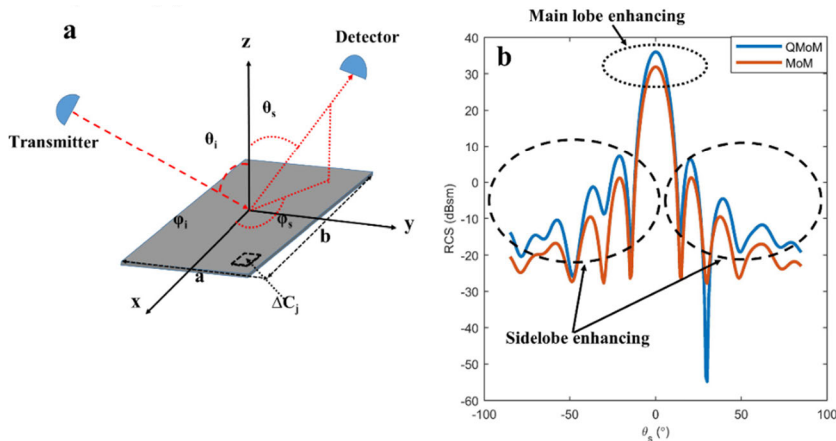 a
z
Detector
θs
Transmitter
θi
φi
φs
y
b
a
x
ΔCj
Main lobe enhancing
b
QMoM
MoM
40
30
20
10
0
-10
-20
-30
-40
-50
-60
RCS (dBsm)
Sidelobe enhancing
-100
-50
0
50
100
θs (°)